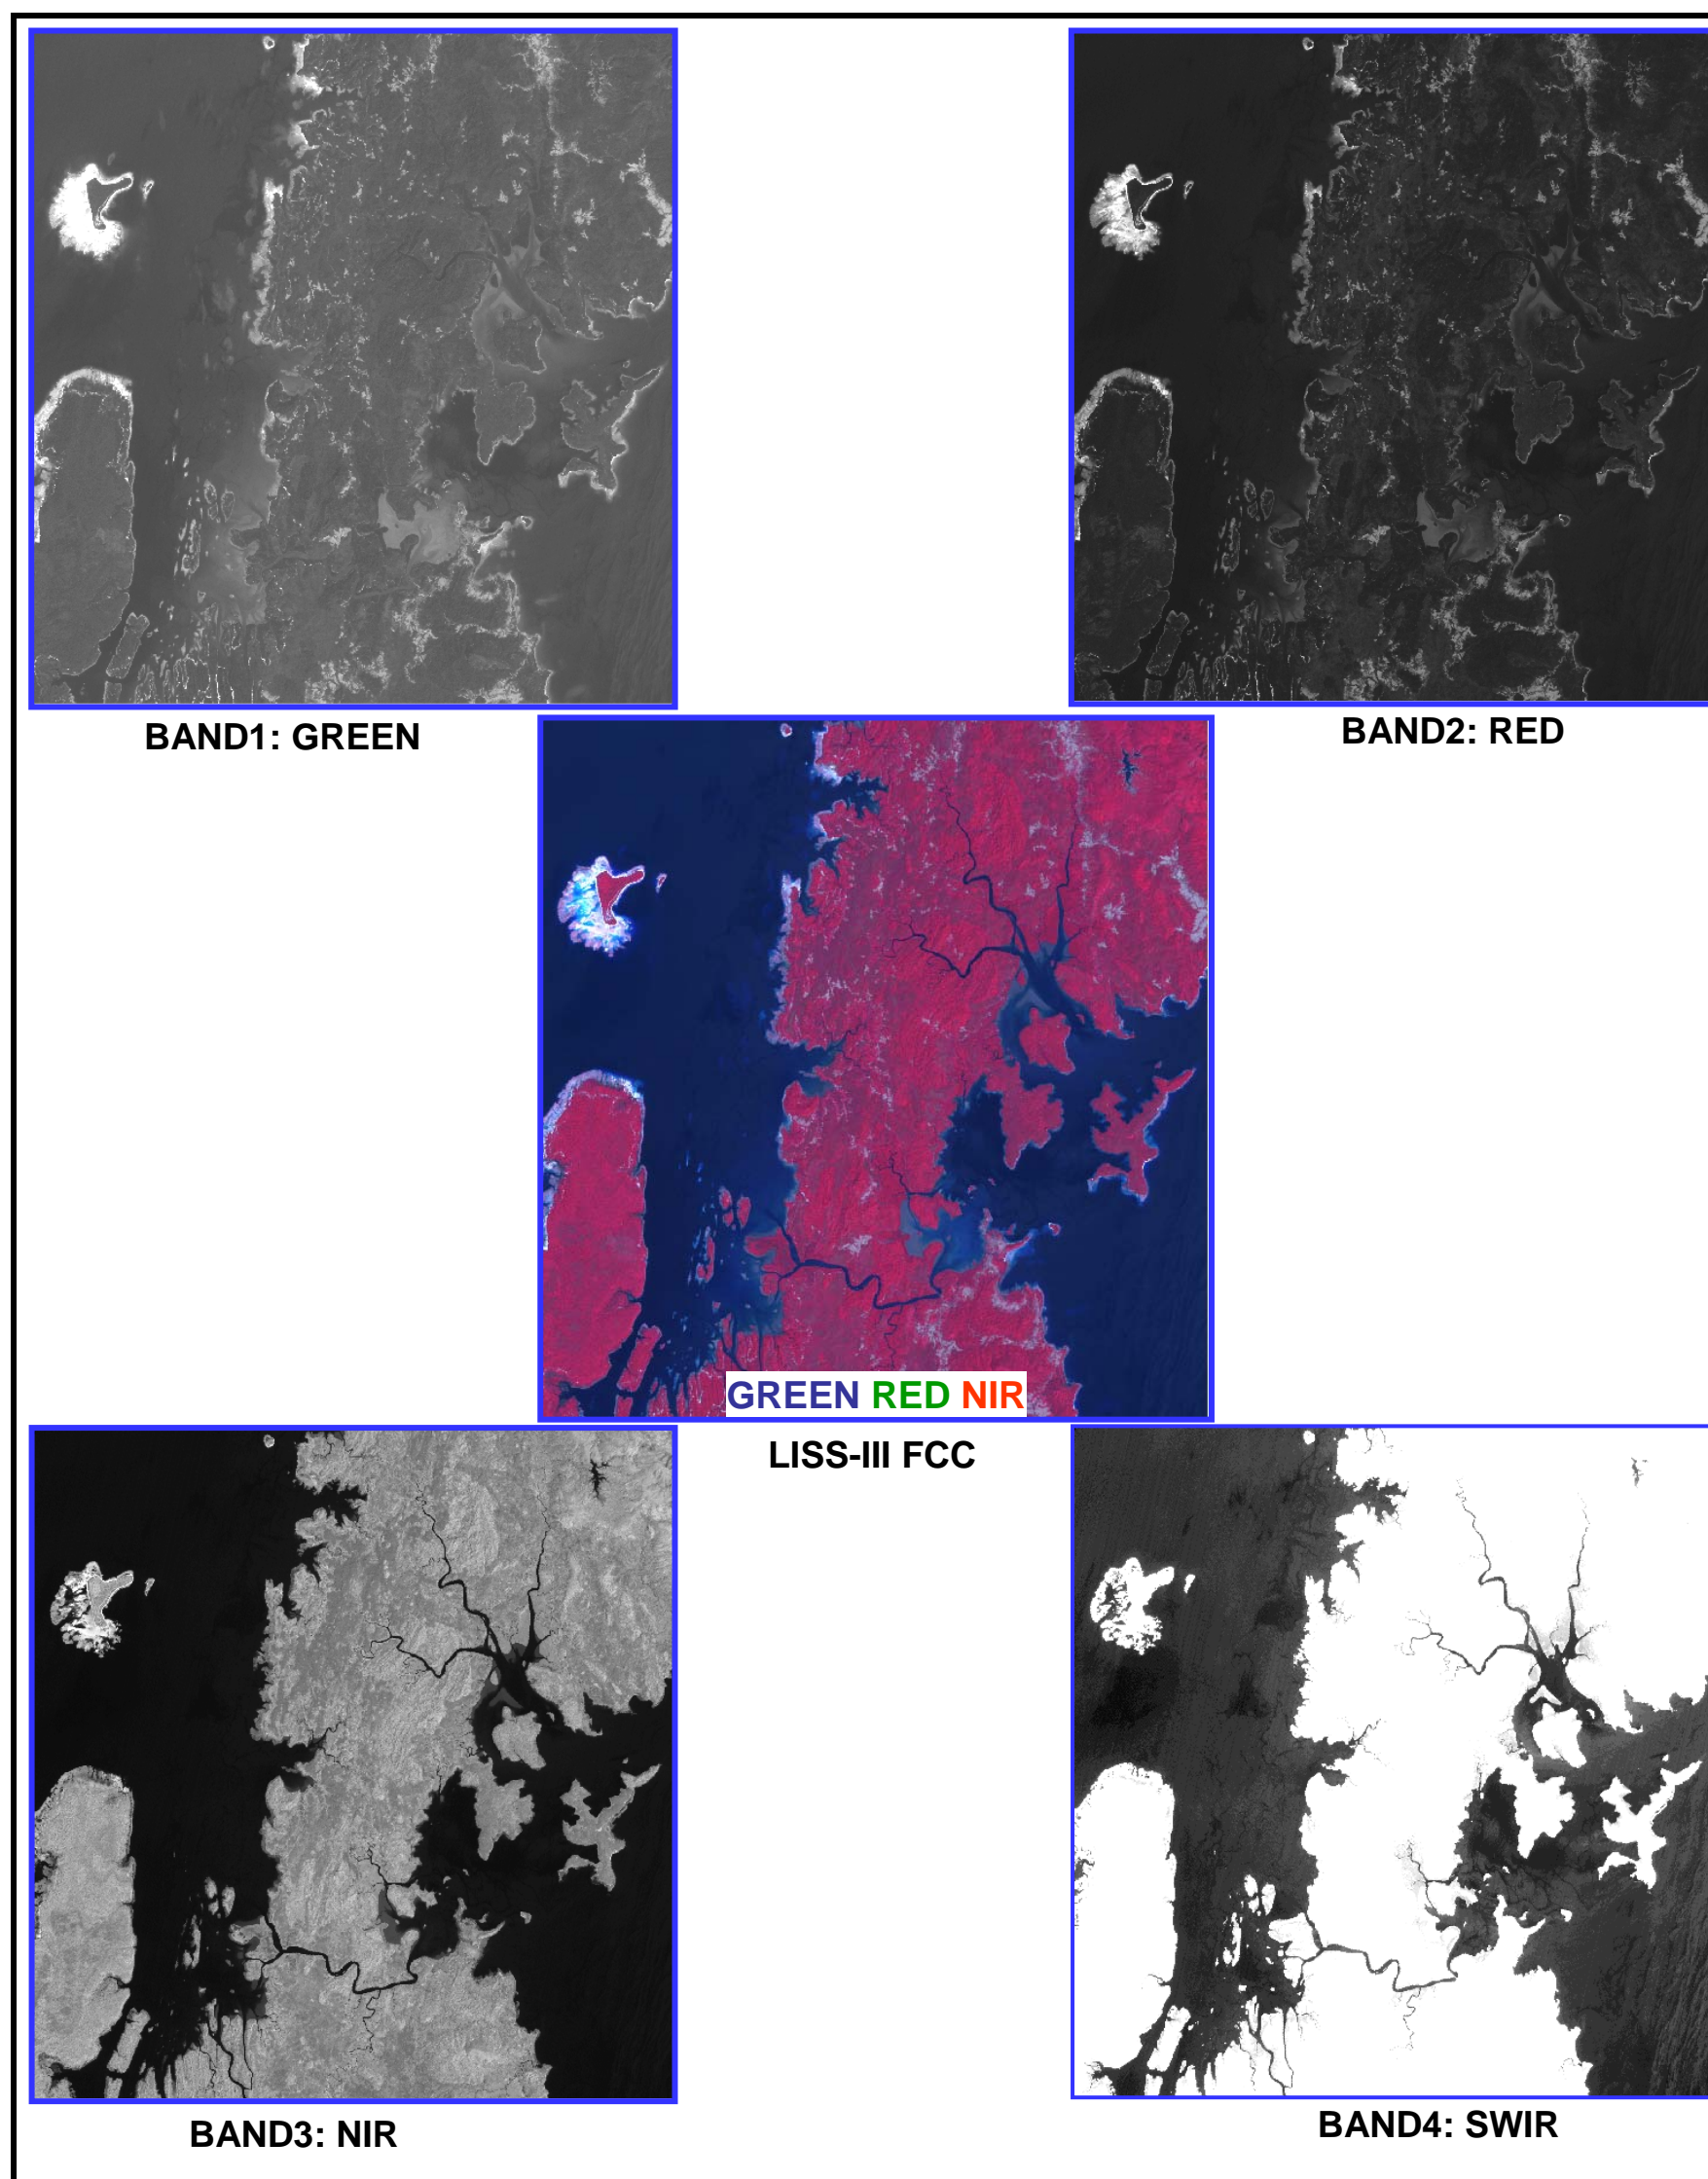 BAND1: GREEN
BAND2: RED
GREEN RED NIR
LISS-III FCC
BAND3: NIR
BAND4: SWIR